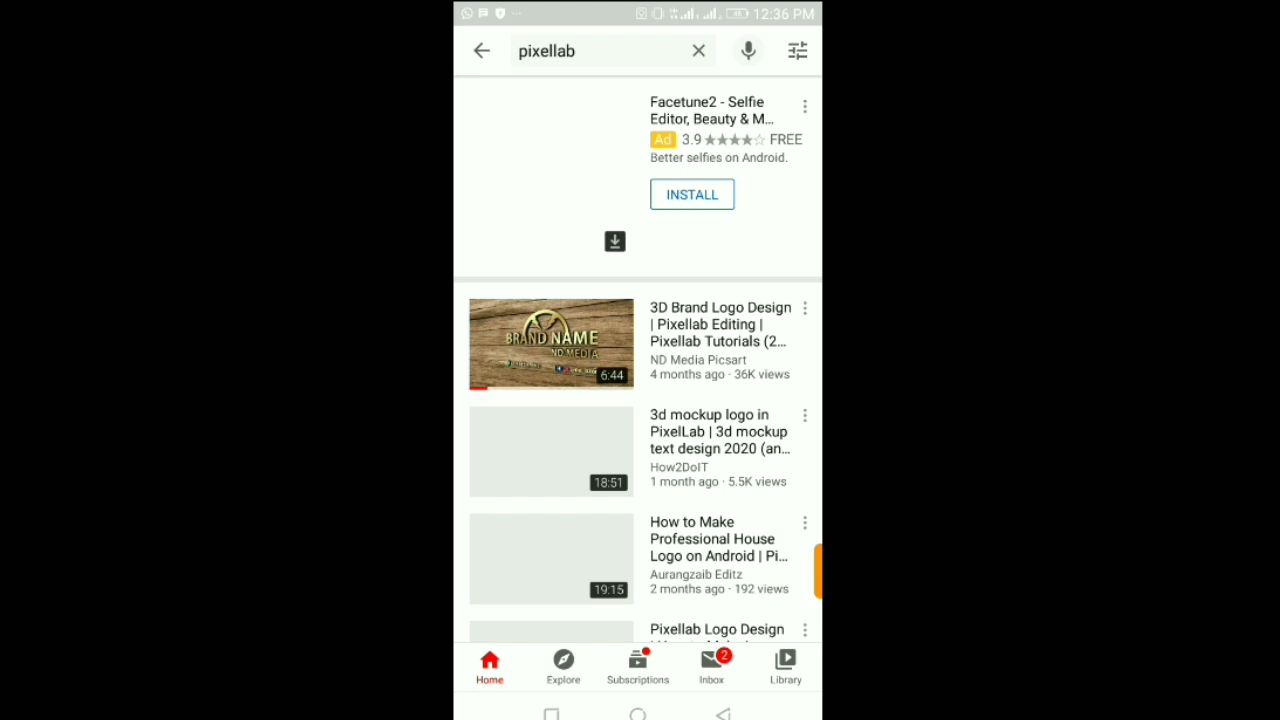 12:36 PM
pixellab
Facetune2 - Selfie
Editor, Beauty & M...
Ad 3.9 ★★★★☆ FREE
Better selfies on Android.
INSTALL
BRAND NAME
ND MEDIA
6:44
3D Brand Logo Design
| Pixellab Editing |
Pixellab Tutorials (2...
ND Media Picsart
4 months ago · 36K views
18:51
3d mockup logo in
PixelLab | 3d mockup
text design 2020 (an...
How2DoIT
1 month ago · 5.5K views
19:15
How to Make
Professional House
Logo on Android | Pi...
Aurangzaib Editz
2 months ago · 192 views
Pixellab Logo Design
2
Home Explore Subscriptions Inbox Library